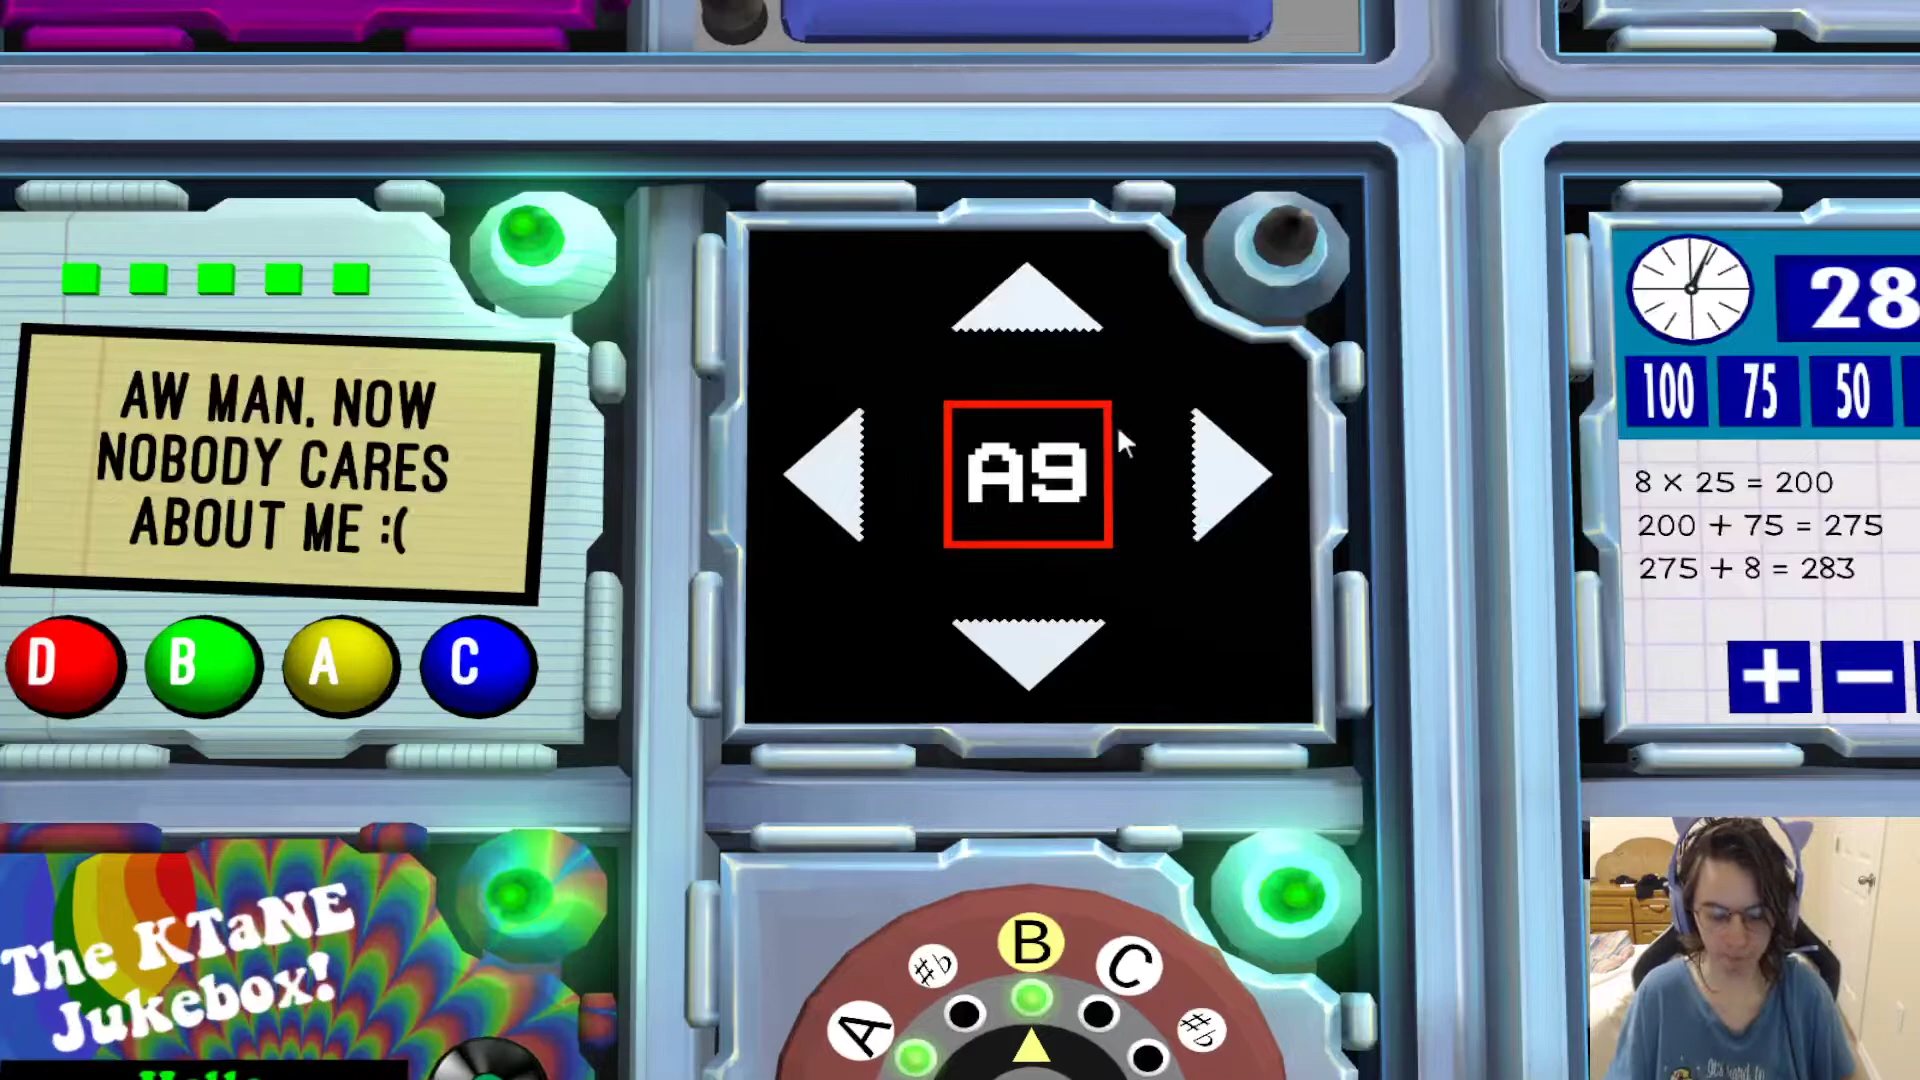 AW MAN, NOW
NOBODY CARES
ABOUT ME :(
D B A C
A9
28
100 75 50
8 × 25 = 200
200 + 75 = 275
275 + 8 = 283
+ −
The KTaNE
Jukebox!
A #♭ B C #♭